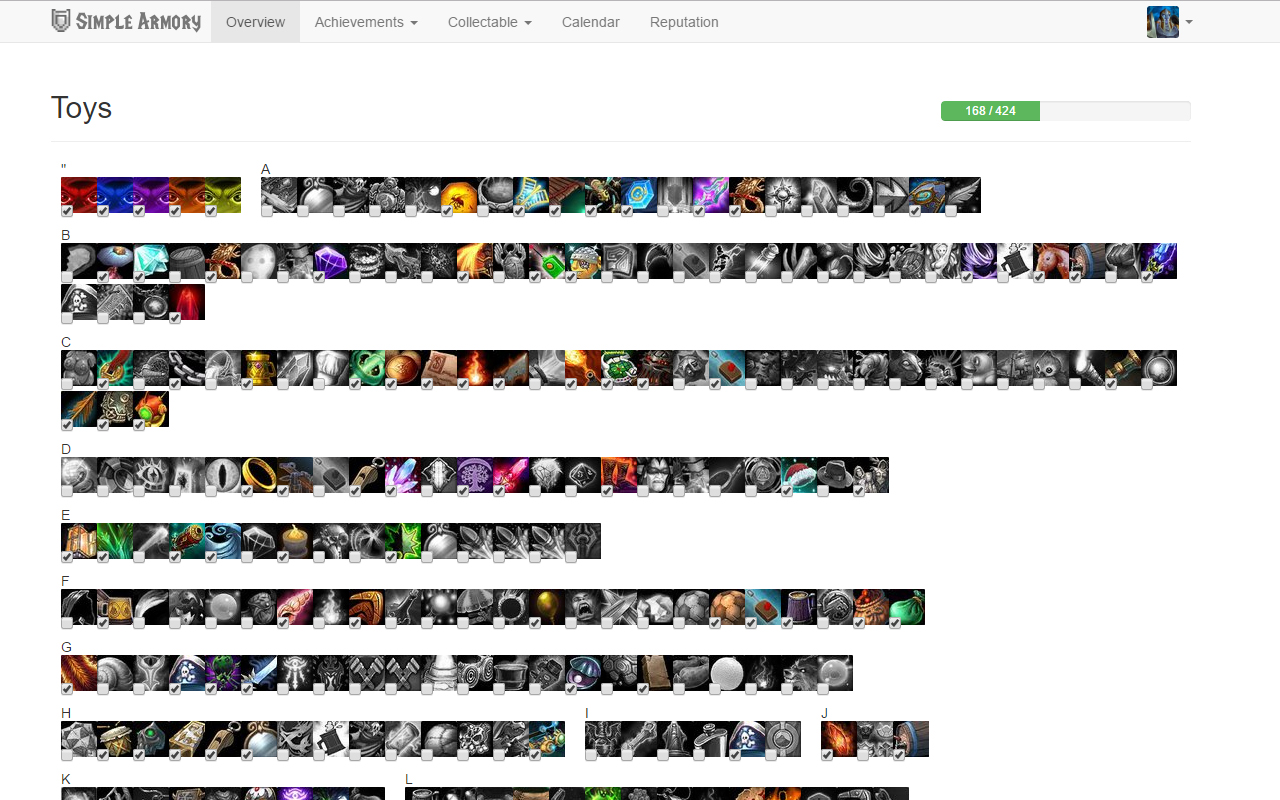 SIMPLE ARMORY Overview Achievements Collectable Calendar Reputation
Toys
168 / 424
"
A
B
C
D
E
F
G
H
I
J
K
L